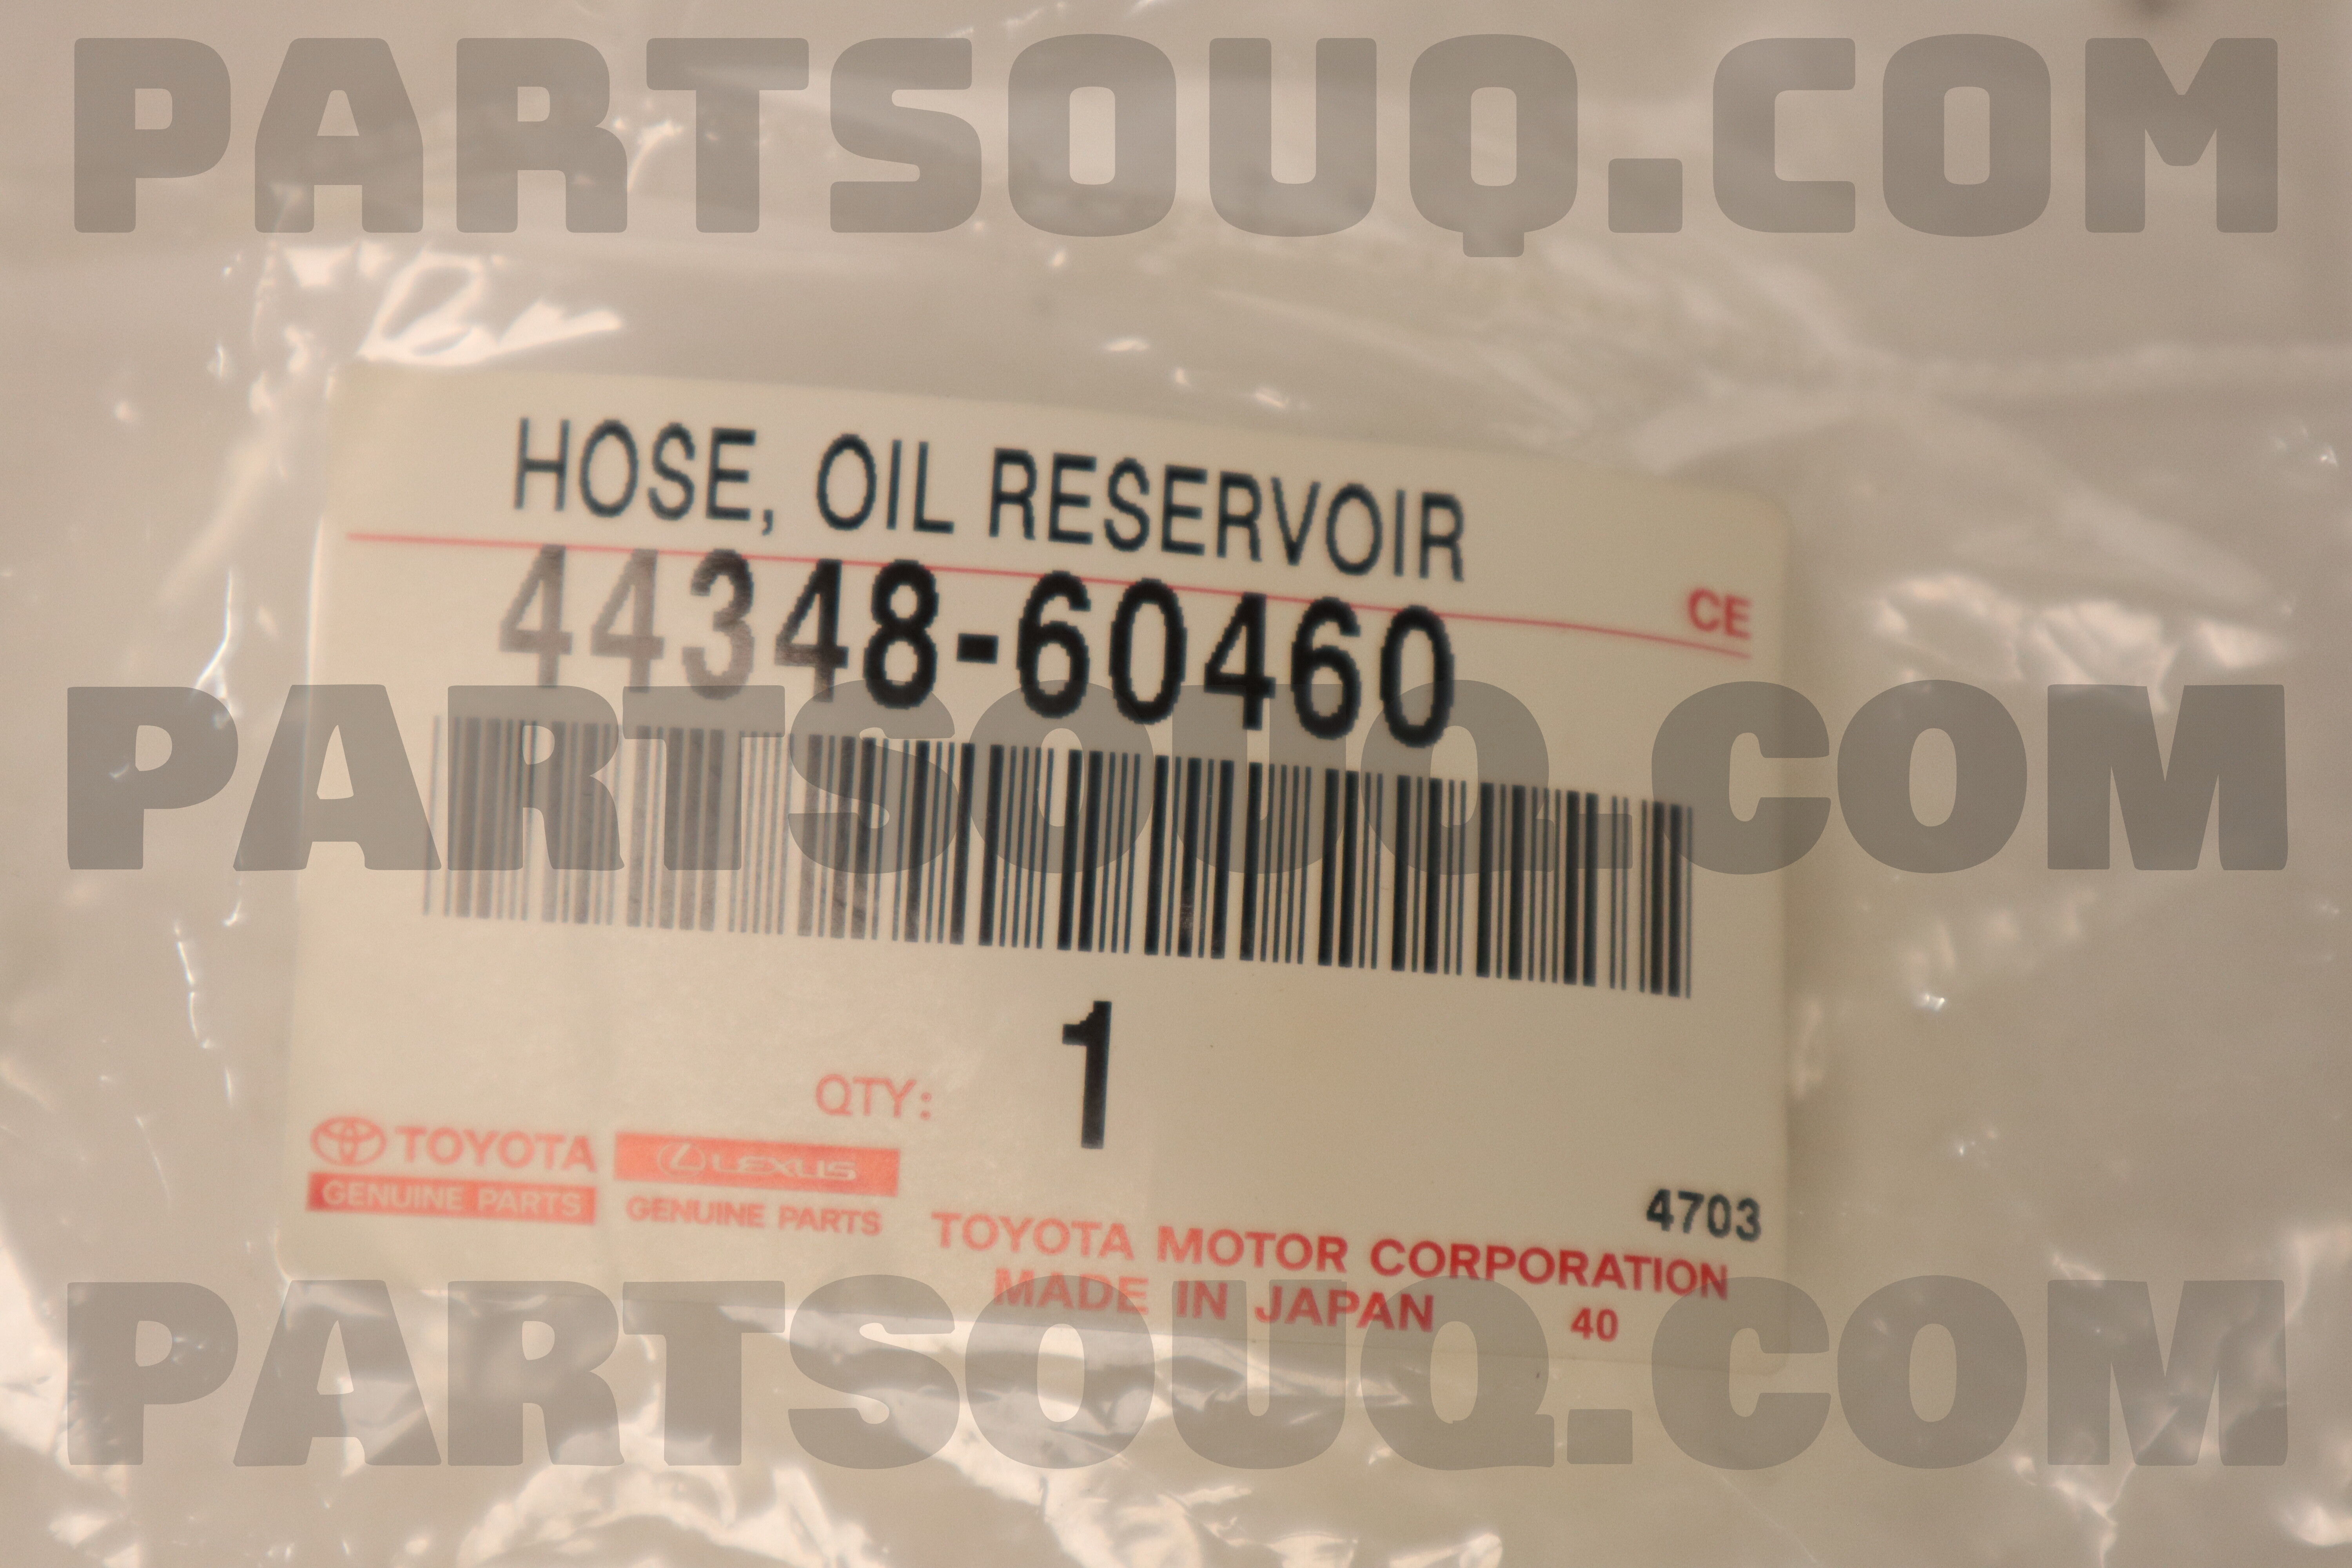 PARTSOUQ.COM
HOSE, OIL RESERVOIR
CE
44348-60460
PARTSOUQ.COM
1
QTY:
TOYOTA
GENUINE PARTS
LEXUS
GENUINE PARTS
4703
TOYOTA MOTOR CORPORATION
MADE IN JAPAN 40
PARTSOUQ.COM